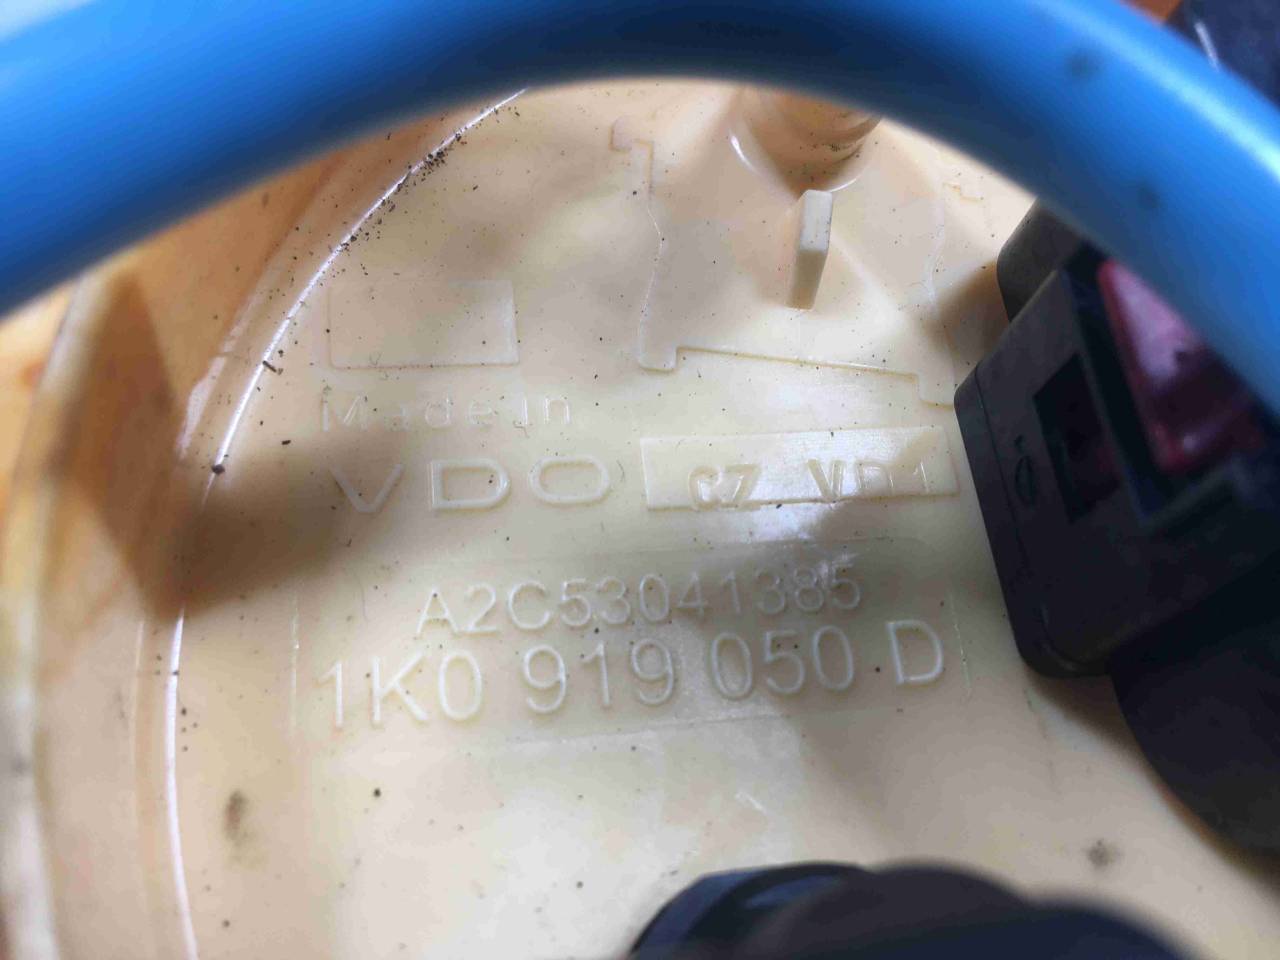 Made in
VDO CZ VD1
A2C53041385
1K0 919 050 D